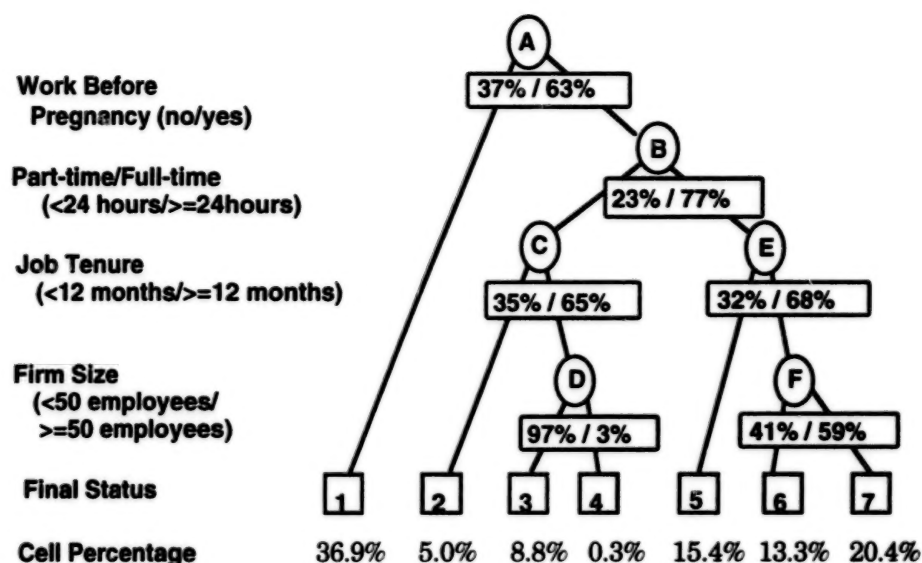 A
Work Before
37% / 63%
Pregnancy (no/yes)
B
Part-time/Full-time
23% / 77%
(<24 hours/>=24hours)
C
E
Job Tenure
(<12 months/>=12 months)
35% / 65%
32% / 68%
Firm Size
D
F
(<50 employees/
>=50 employees)
97% / 3%
41% / 59%
Final Status
1 2 3 4 5 6 7
Cell Percentage 36.9% 5.0% 8.8% 0.3% 15.4% 13.3% 20.4%